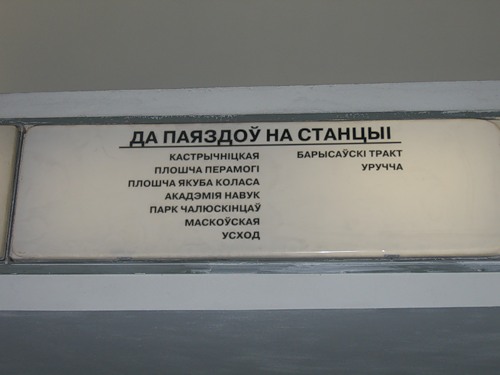 ДА ПАЯЗДОЎ НА СТАНЦЫІ
КАСТРЫЧНІЦКАЯ
ПЛОШЧА ПЕРАМОГІ
ПЛОШЧА ЯКУБА КОЛАСА
АКАДЭМІЯ НАВУК
ПАРК ЧАЛЮСКІНЦАЎ
МАСКОЎСКАЯ
УСХОД
БАРЫСАЎСКІ ТРАКТ
УРУЧЧА